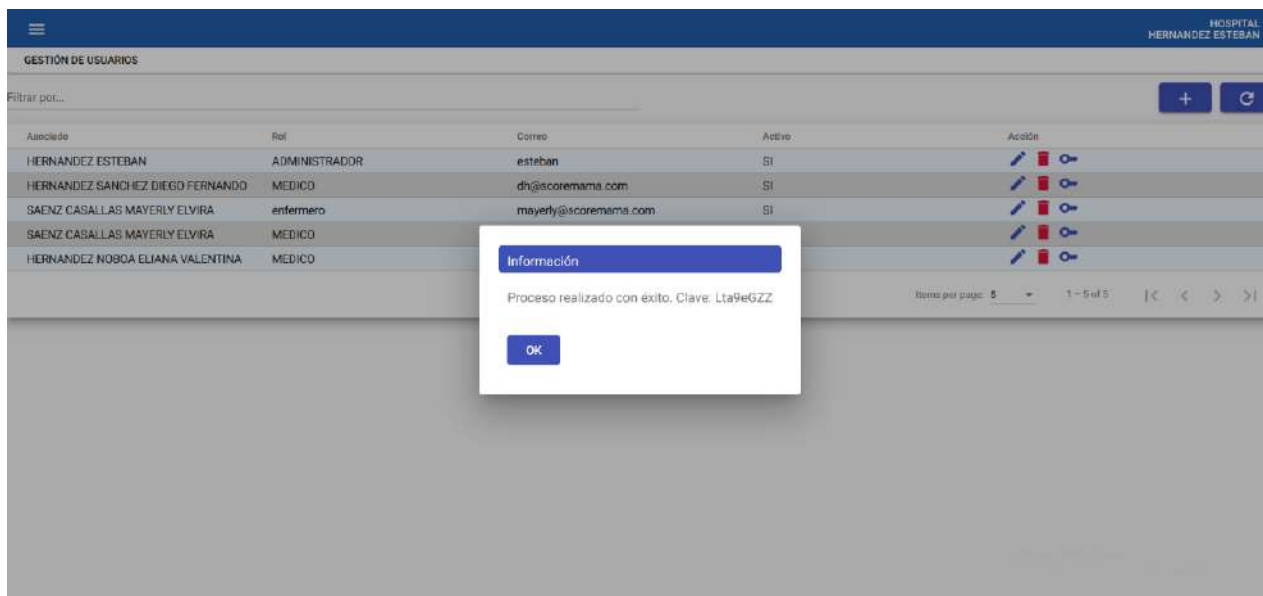 HOSPITAL
HERNANDEZ ESTEBAN
GESTIÓN DE USUARIOS
Filtrar por...
Asociado Rol Correo Activo Acción
HERNANDEZ ESTEBAN ADMINISTRADOR esteban SI
HERNANDEZ SANCHEZ DIEGO FERNANDO MEDICO dh@scoremama.com SI
SAENZ CASALLAS MAYERLY ELVIRA enfermero mayerly@scoremama.com SI
SAENZ CASALLAS MAYERLY ELVIRA MEDICO
HERNANDEZ NOBOA ELIANA VALENTINA MEDICO
Items per page: 5 1 – 5 of 5
Información
Proceso realizado con éxito. Clave: Lta9eGZZ
OK